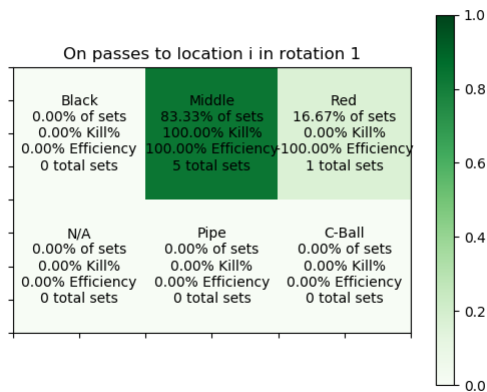 On passes to location i in rotation 1
Black
0.00% of sets
0.00% Kill%
0.00% Efficiency
0 total sets
Middle
83.33% of sets
100.00% Kill%
100.00% Efficiency
5 total sets
Red
16.67% of sets
0.00% Kill%
-100.00% Efficiency
1 total sets
N/A
0.00% of sets
0.00% Kill%
0.00% Efficiency
0 total sets
Pipe
0.00% of sets
0.00% Kill%
0.00% Efficiency
0 total sets
C-Ball
0.00% of sets
0.00% Kill%
0.00% Efficiency
0 total sets
1.0
0.8
0.6
0.4
0.2
0.0